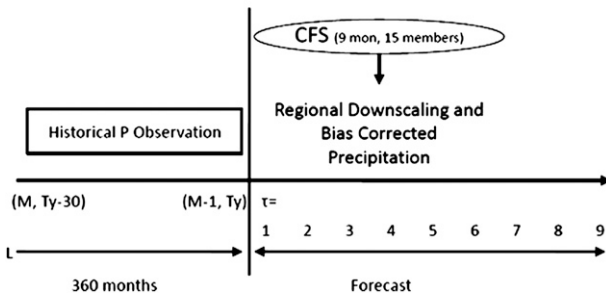 CFS (9 mon, 15 members)
Regional Downscaling and
Bias Corrected
Precipitation
Historical P Observation
(M, Ty-30) (M-1, Ty) τ=
1 2 3 4 5 6 7 8 9
L
360 months Forecast